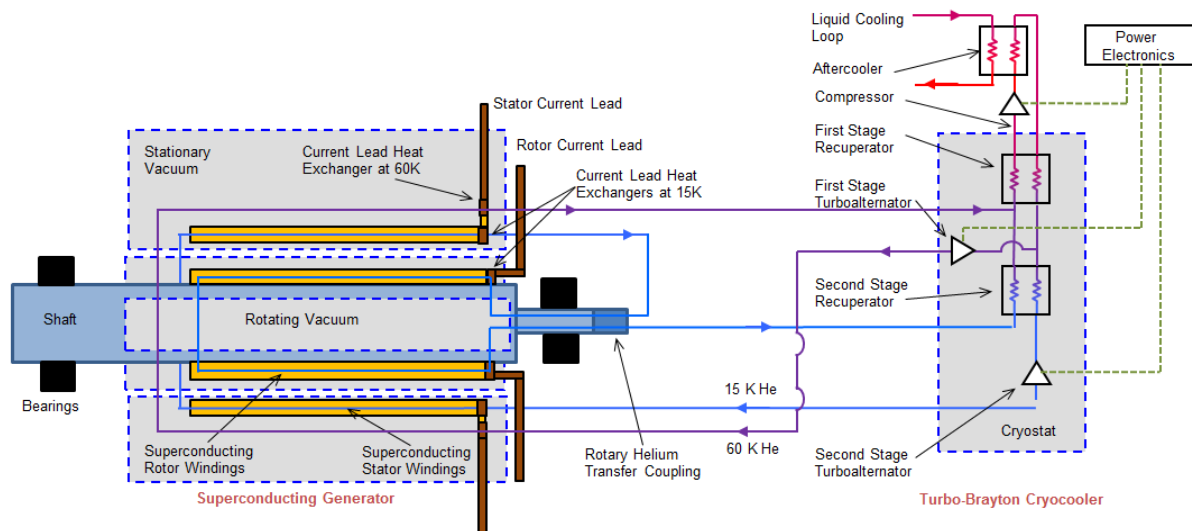 Liquid Cooling
Loop
Aftercooler
Compressor
First Stage
Recuperator
First Stage
Turboalternator
Second Stage
Recuperator
Power
Electronics
Stator Current Lead
Rotor Current Lead
Stationary
Vacuum
Current Lead Heat
Exchanger at 60K
Current Lead Heat
Exchangers at 15K
Shaft
Rotating Vacuum
Bearings
15 K He
60 K He
Superconducting
Rotor Windings
Superconducting
Stator Windings
Rotary Helium
Transfer Coupling
Cryostat
Second Stage
Turboalternator
Superconducting Generator
Turbo-Brayton Cryocooler